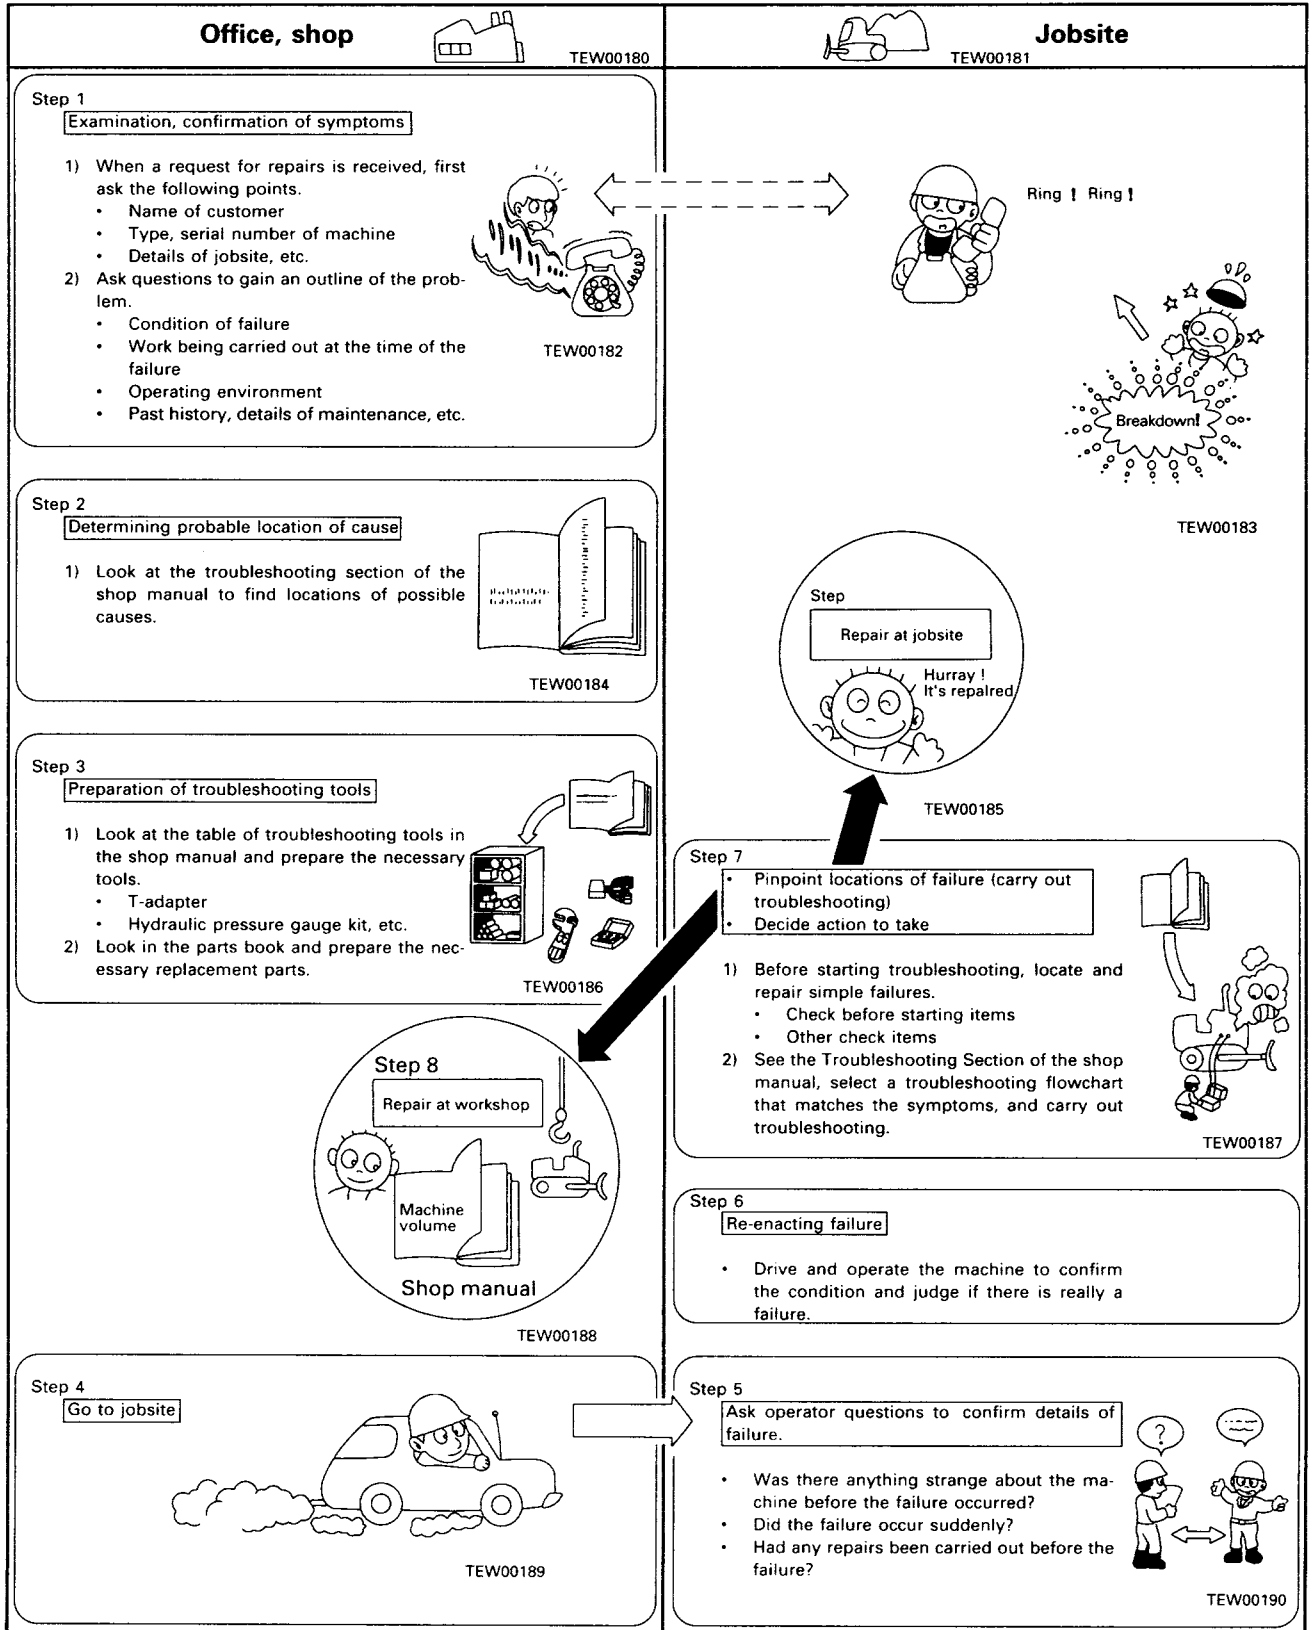 Office, shop
TEW00180
Jobsite
TEW00181
Step 1
Examination, confirmation of symptoms
1) When a request for repairs is received, first
ask the following points.
• Name of customer
• Type, serial number of machine
• Details of jobsite, etc.
2) Ask questions to gain an outline of the prob-
lem.
• Condition of failure
• Work being carried out at the time of the
failure
• Operating environment
• Past history, details of maintenance, etc.
TEW00182
Ring ! Ring !
Breakdown!
TEW00183
Step 2
Determining probable location of cause
1) Look at the troubleshooting section of the
shop manual to find locations of possible
causes.
TEW00184
Step
Repair at jobsite
Hurray !
It's repaired
TEW00185
Step 3
Preparation of troubleshooting tools
1) Look at the table of troubleshooting tools in
the shop manual and prepare the necessary
tools.
• T-adapter
• Hydraulic pressure gauge kit, etc.
2) Look in the parts book and prepare the nec-
essary replacement parts.
TEW00186
Step 7
• Pinpoint locations of failure (carry out
troubleshooting)
• Decide action to take
1) Before starting troubleshooting, locate and
repair simple failures.
• Check before starting items
• Other check items
2) See the Troubleshooting Section of the shop
manual, select a troubleshooting flowchart
that matches the symptoms, and carry out
troubleshooting.
TEW00187
Step 8
Repair at workshop
Machine
volume
Shop manual
TEW00188
Step 6
Re-enacting failure
• Drive and operate the machine to confirm
the condition and judge if there is really a
failure.
Step 4
Go to jobsite
TEW00189
Step 5
Ask operator questions to confirm details of
failure.
• Was there anything strange about the ma-
chine before the failure occurred?
• Did the failure occur suddenly?
• Had any repairs been carried out before the
failure?
?
TEW00190